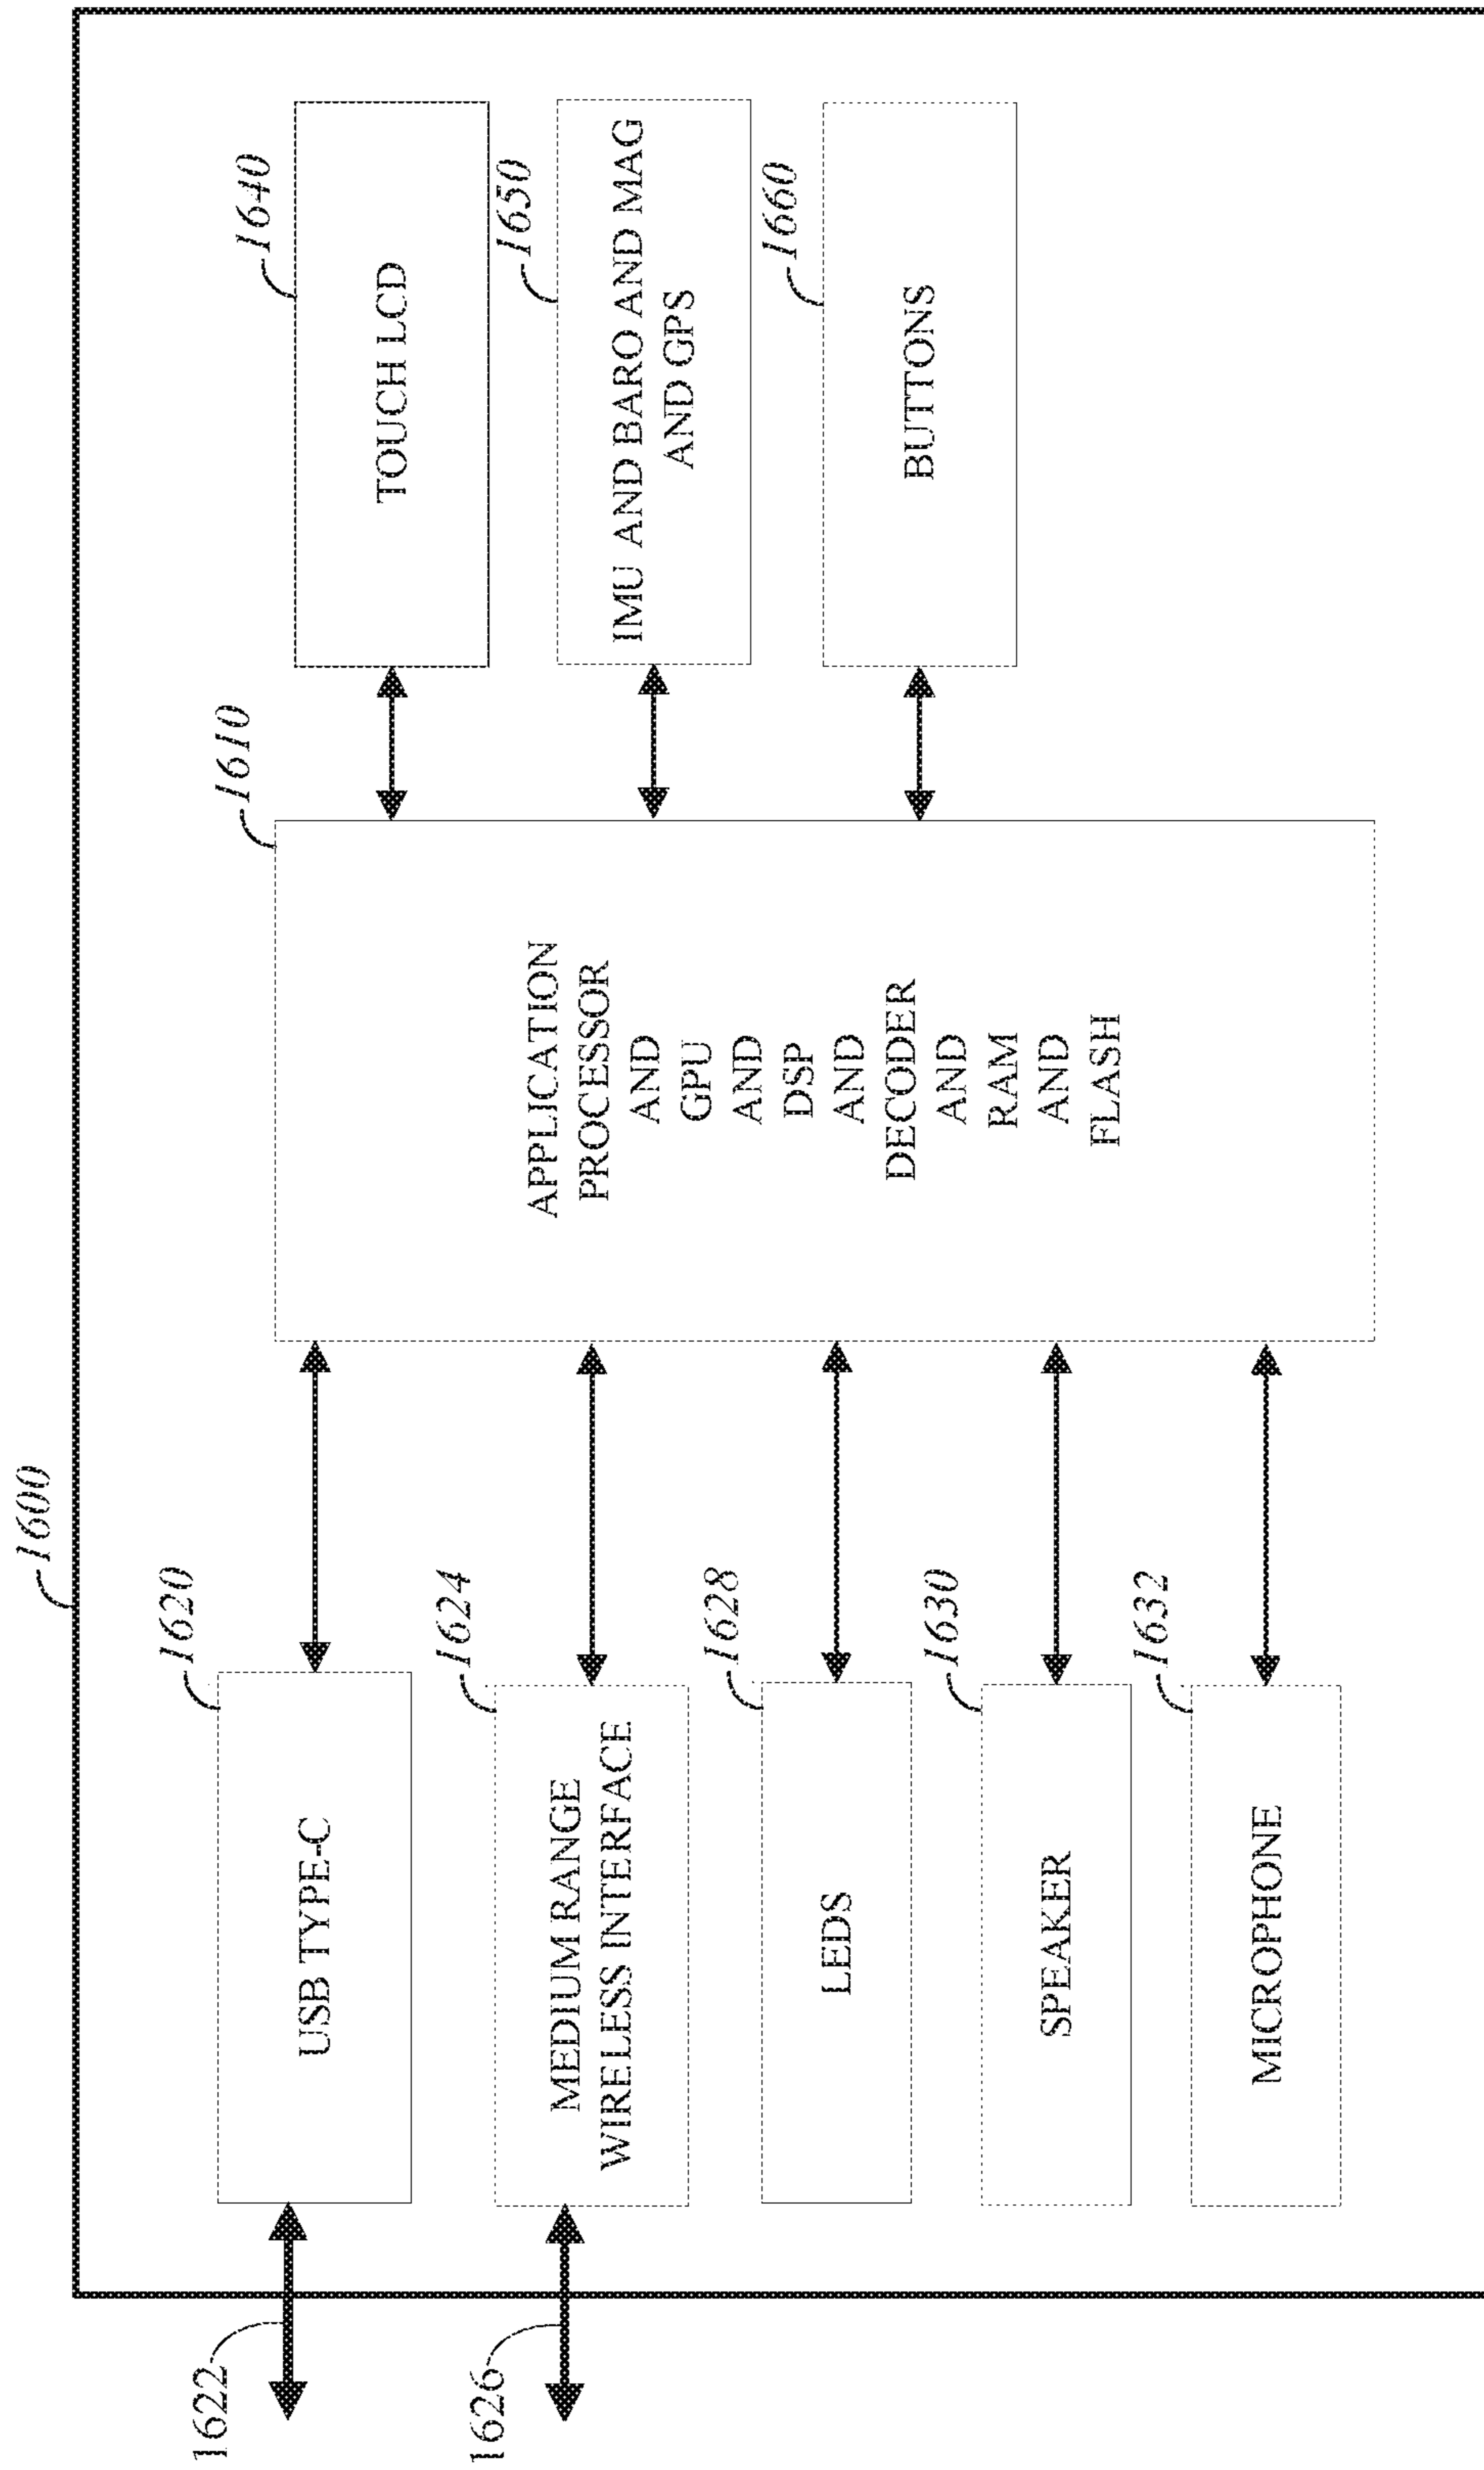 1600
1620
USB TYPE-C
1622
1624
MEDIUM RANGE
WIRELESS INTERFACE
1626
1628
LEDS
1630
SPEAKER
1632
MICROPHONE
1610
APPLICATION
PROCESSOR
AND
GPU
AND
DSP
AND
DECODER
AND
RAM
AND
FLASH
1640
TOUCH LCD
1650
IMU AND BARO AND MAG
AND GPS
1660
BUTTONS